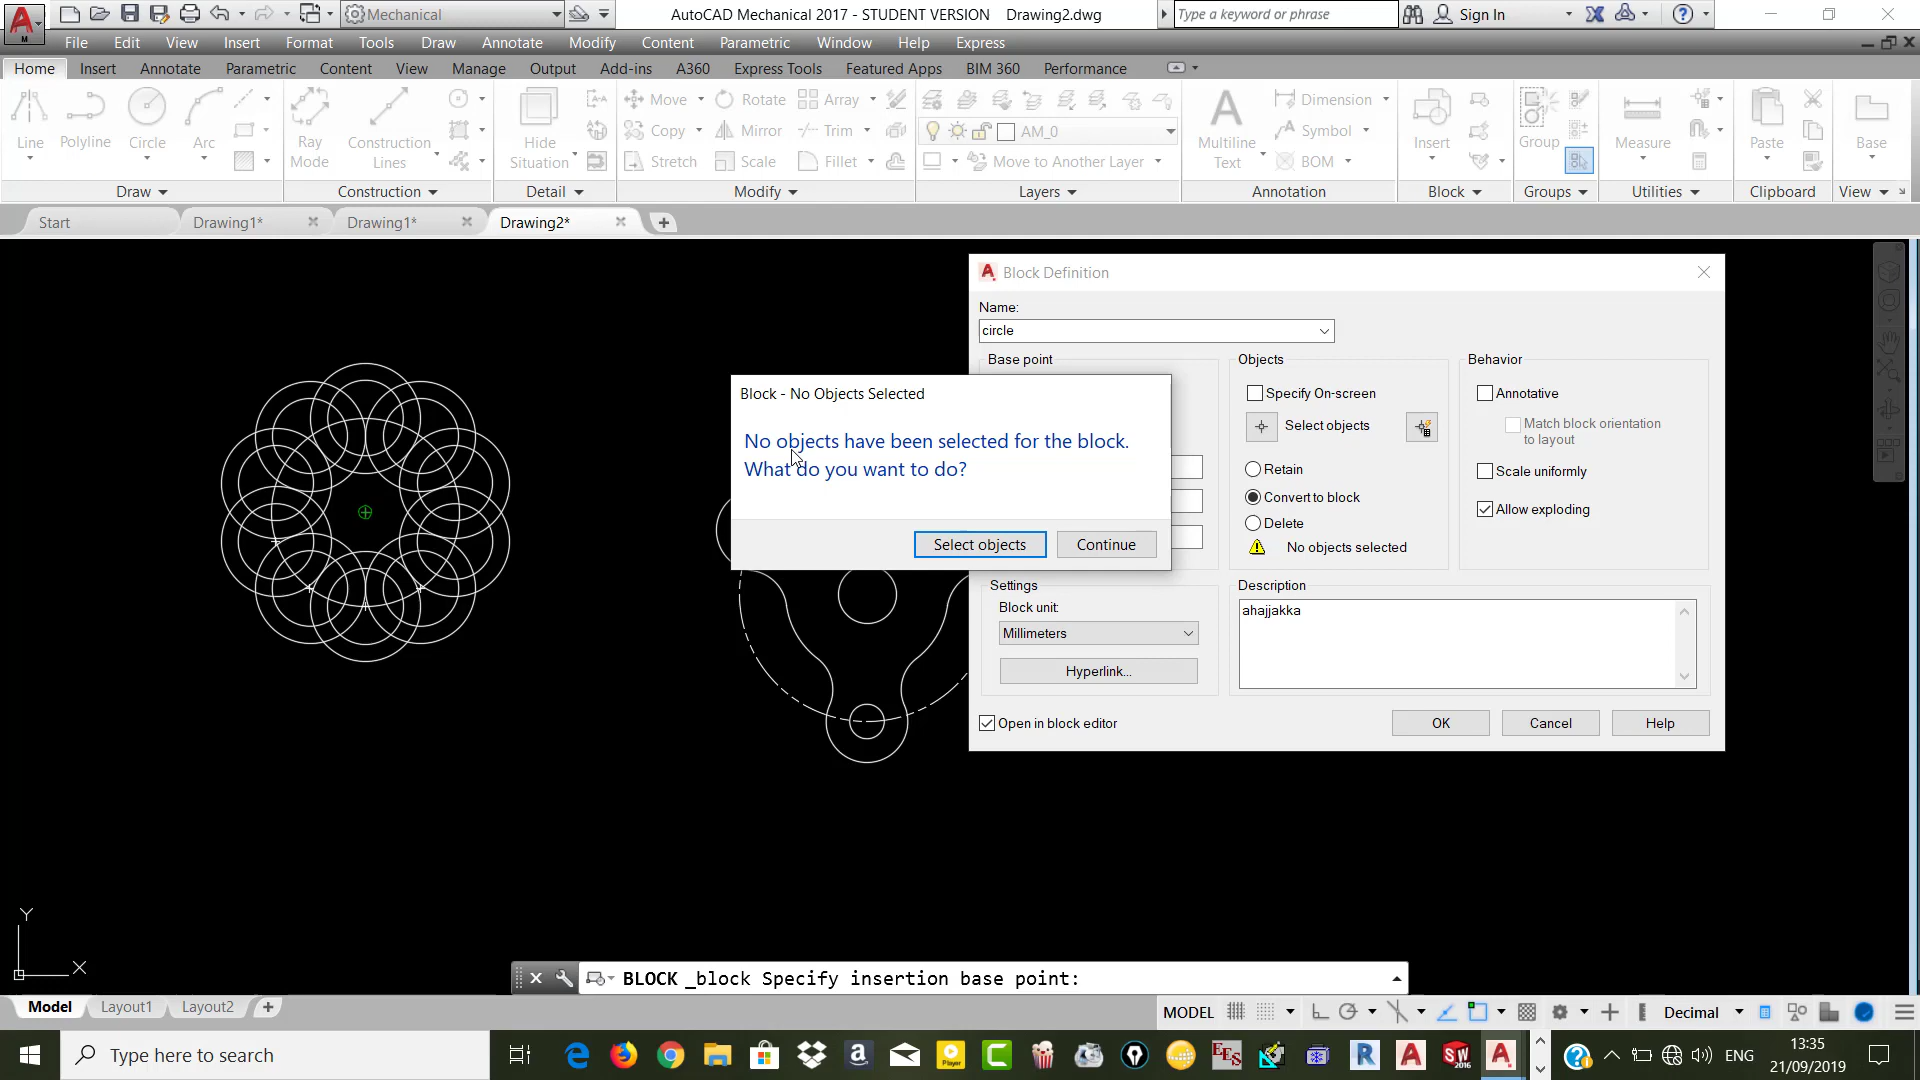 Mechanical
AutoCAD Mechanical 2017 - STUDENT VERSION Drawing2.dwg
Type a keyword or phrase
Sign In
File Edit View Insert Format Tools Draw Annotate Modify Content Parametric Window Help Express
Home Insert Annotate Parametric Content View Manage Output Add-ins A360 Express Tools Featured Apps BIM 360 Performance
Line
Polyline
Circle
Arc
Ray
Mode
Construction
Lines
Hide
Situation
Move Rotate Array
Copy Mirror Trim
Stretch Scale Fillet
AM_0
Move to Another Layer
Multiline
Text
Dimension
Symbol
BOM
Insert
Group
Measure
Paste
Base
Draw Construction Detail Modify Layers Annotation Block Groups Utilities Clipboard View
Start Drawing1* Drawing1* Drawing2*
Block Definition
Name:
circle
Base point
Objects
Specify On-screen
Select objects
Retain
Convert to block
Delete
No objects selected
Behavior
Annotative
Match block orientation
to layout
Scale uniformly
Allow exploding
Block - No Objects Selected
No objects have been selected for the block.
What do you want to do?
Select objects Continue
Settings
Block unit:
Millimeters
Hyperlink...
Description
ahajjakka
Open in block editor
OK Cancel Help
Y
X
BLOCK _block Specify insertion base point:
Model Layout1 Layout2
MODEL
Decimal
Type here to search
Player
EES
SW
2016
ENG
13:35
21/09/2019